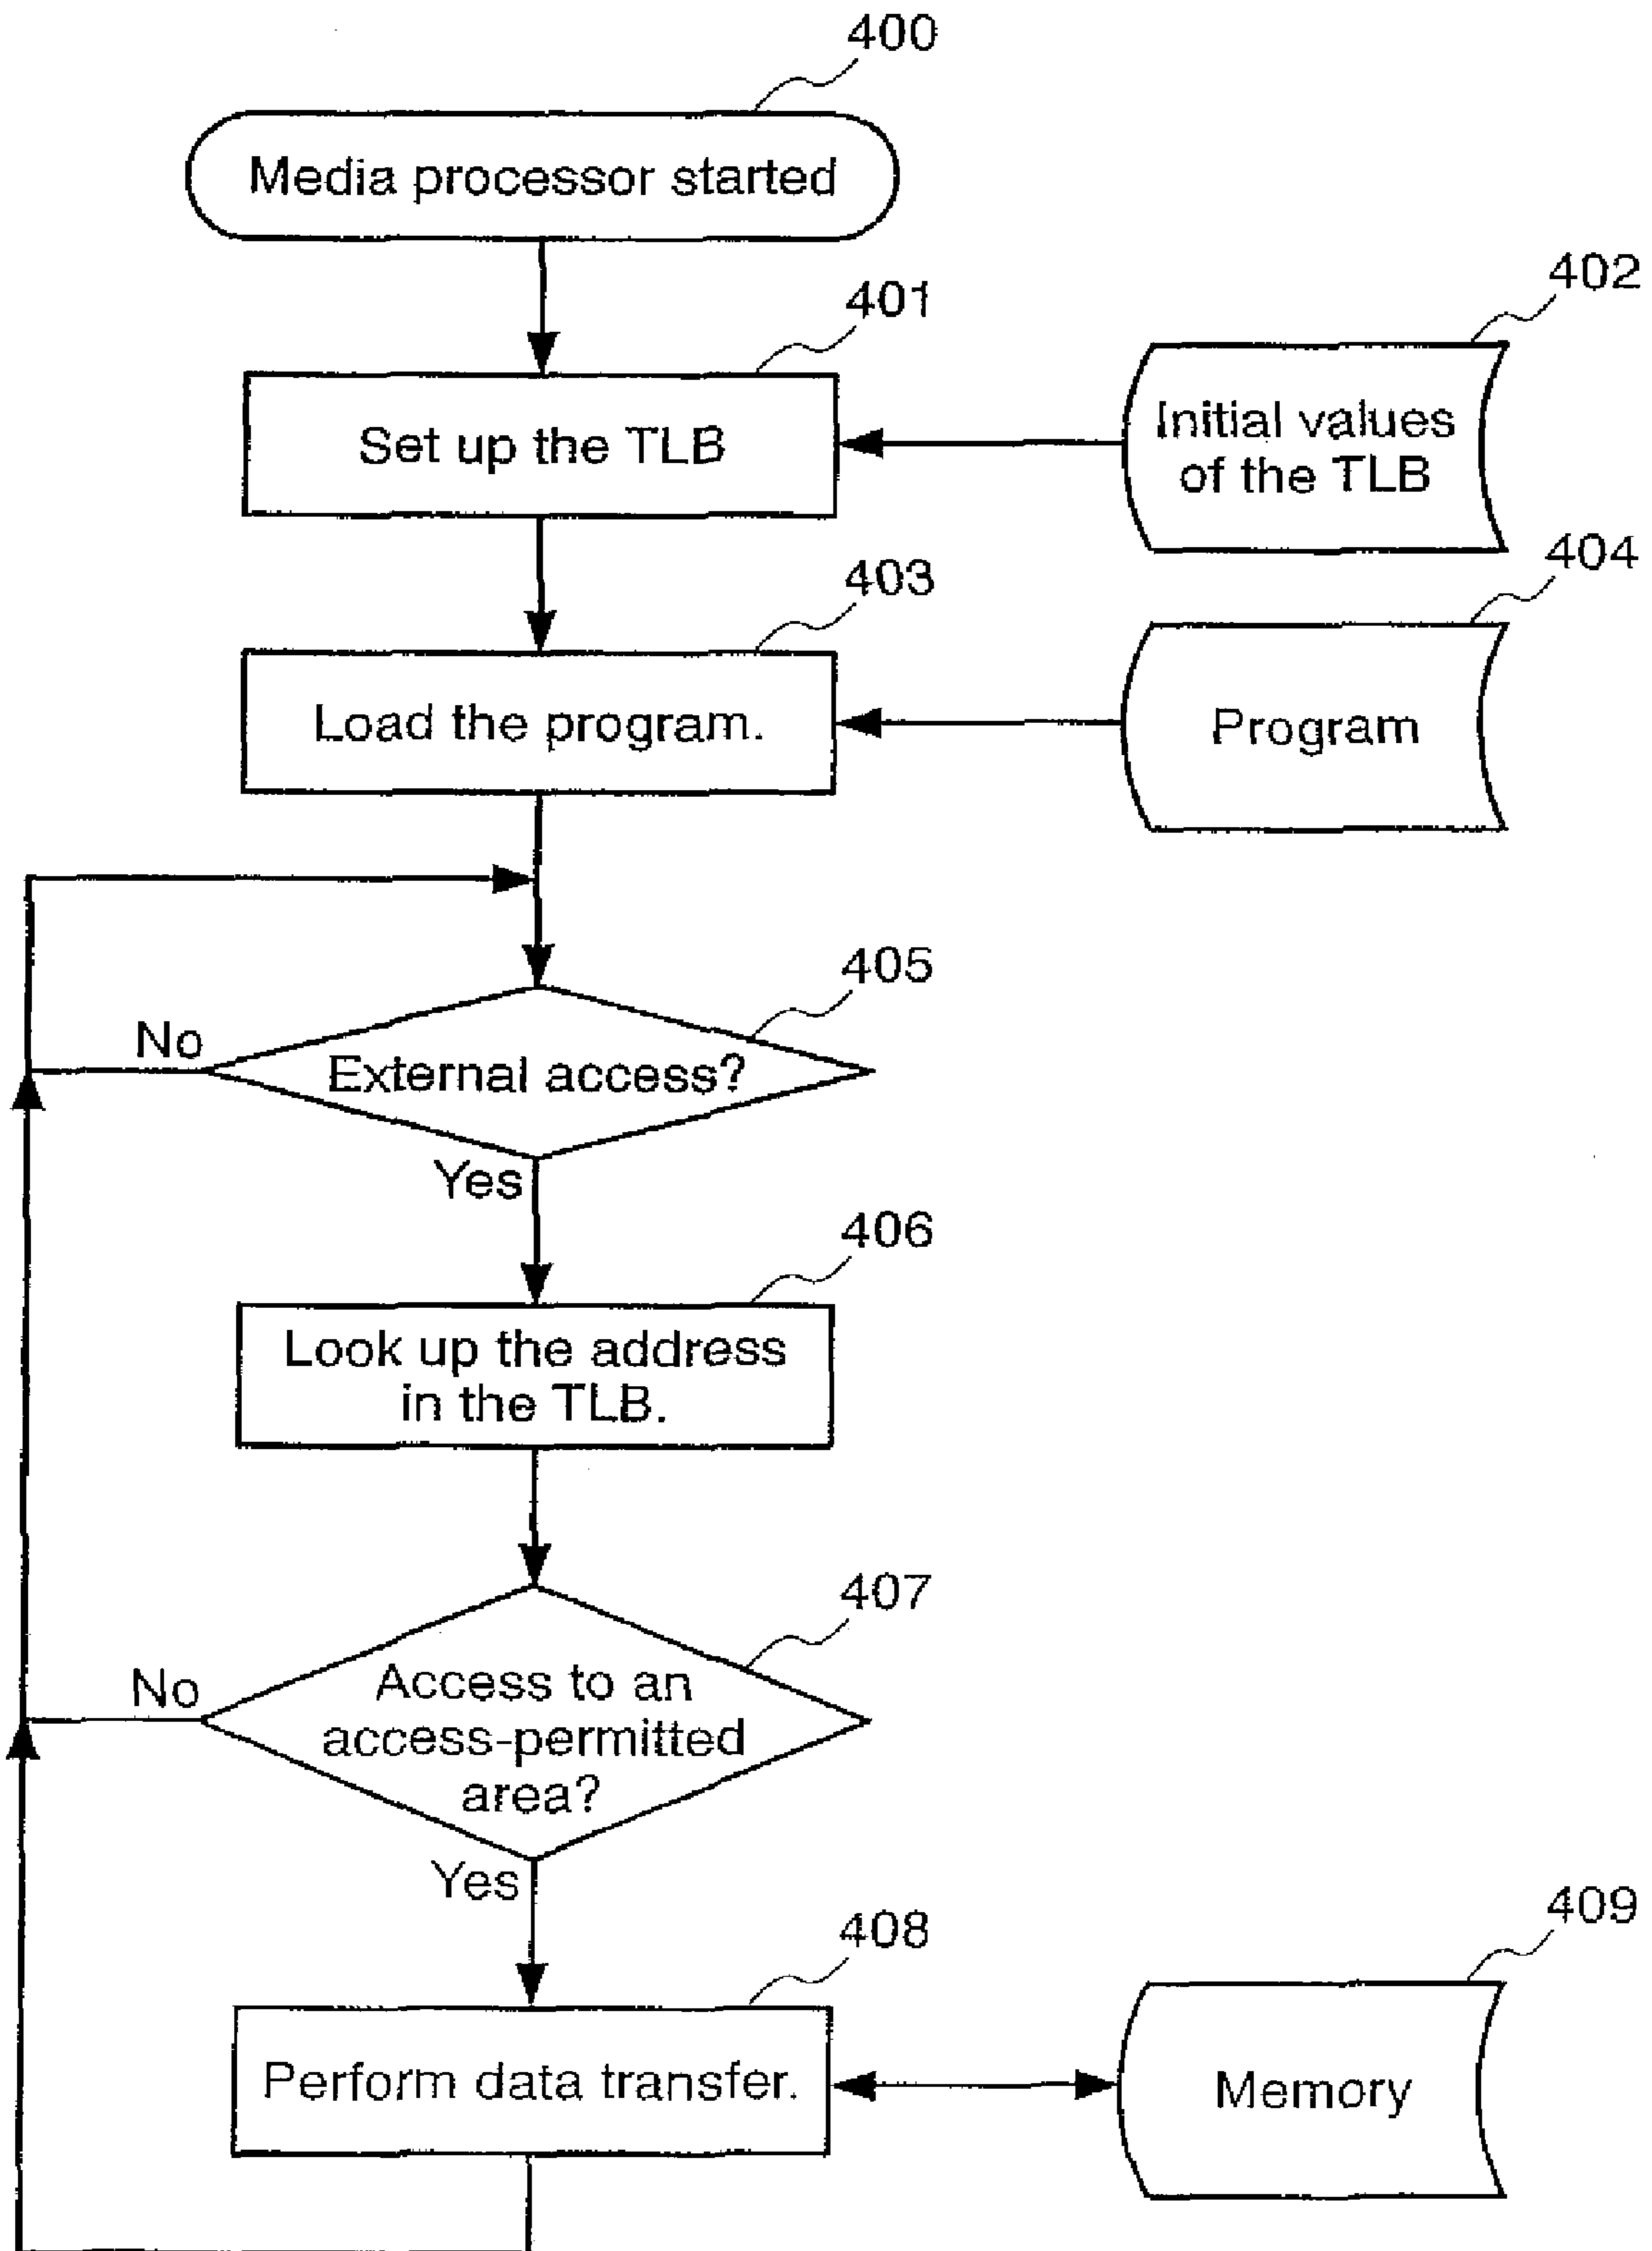 400
Media processor started
401
402
Set up the TLB
Initial values
of the TLB
403
404
Load the program.
Program
405
No
External access?
Yes
406
Look up the address
in the TLB.
407
No
Access to an
access-permitted
area?
Yes
408
409
Perform data transfer.
Memory